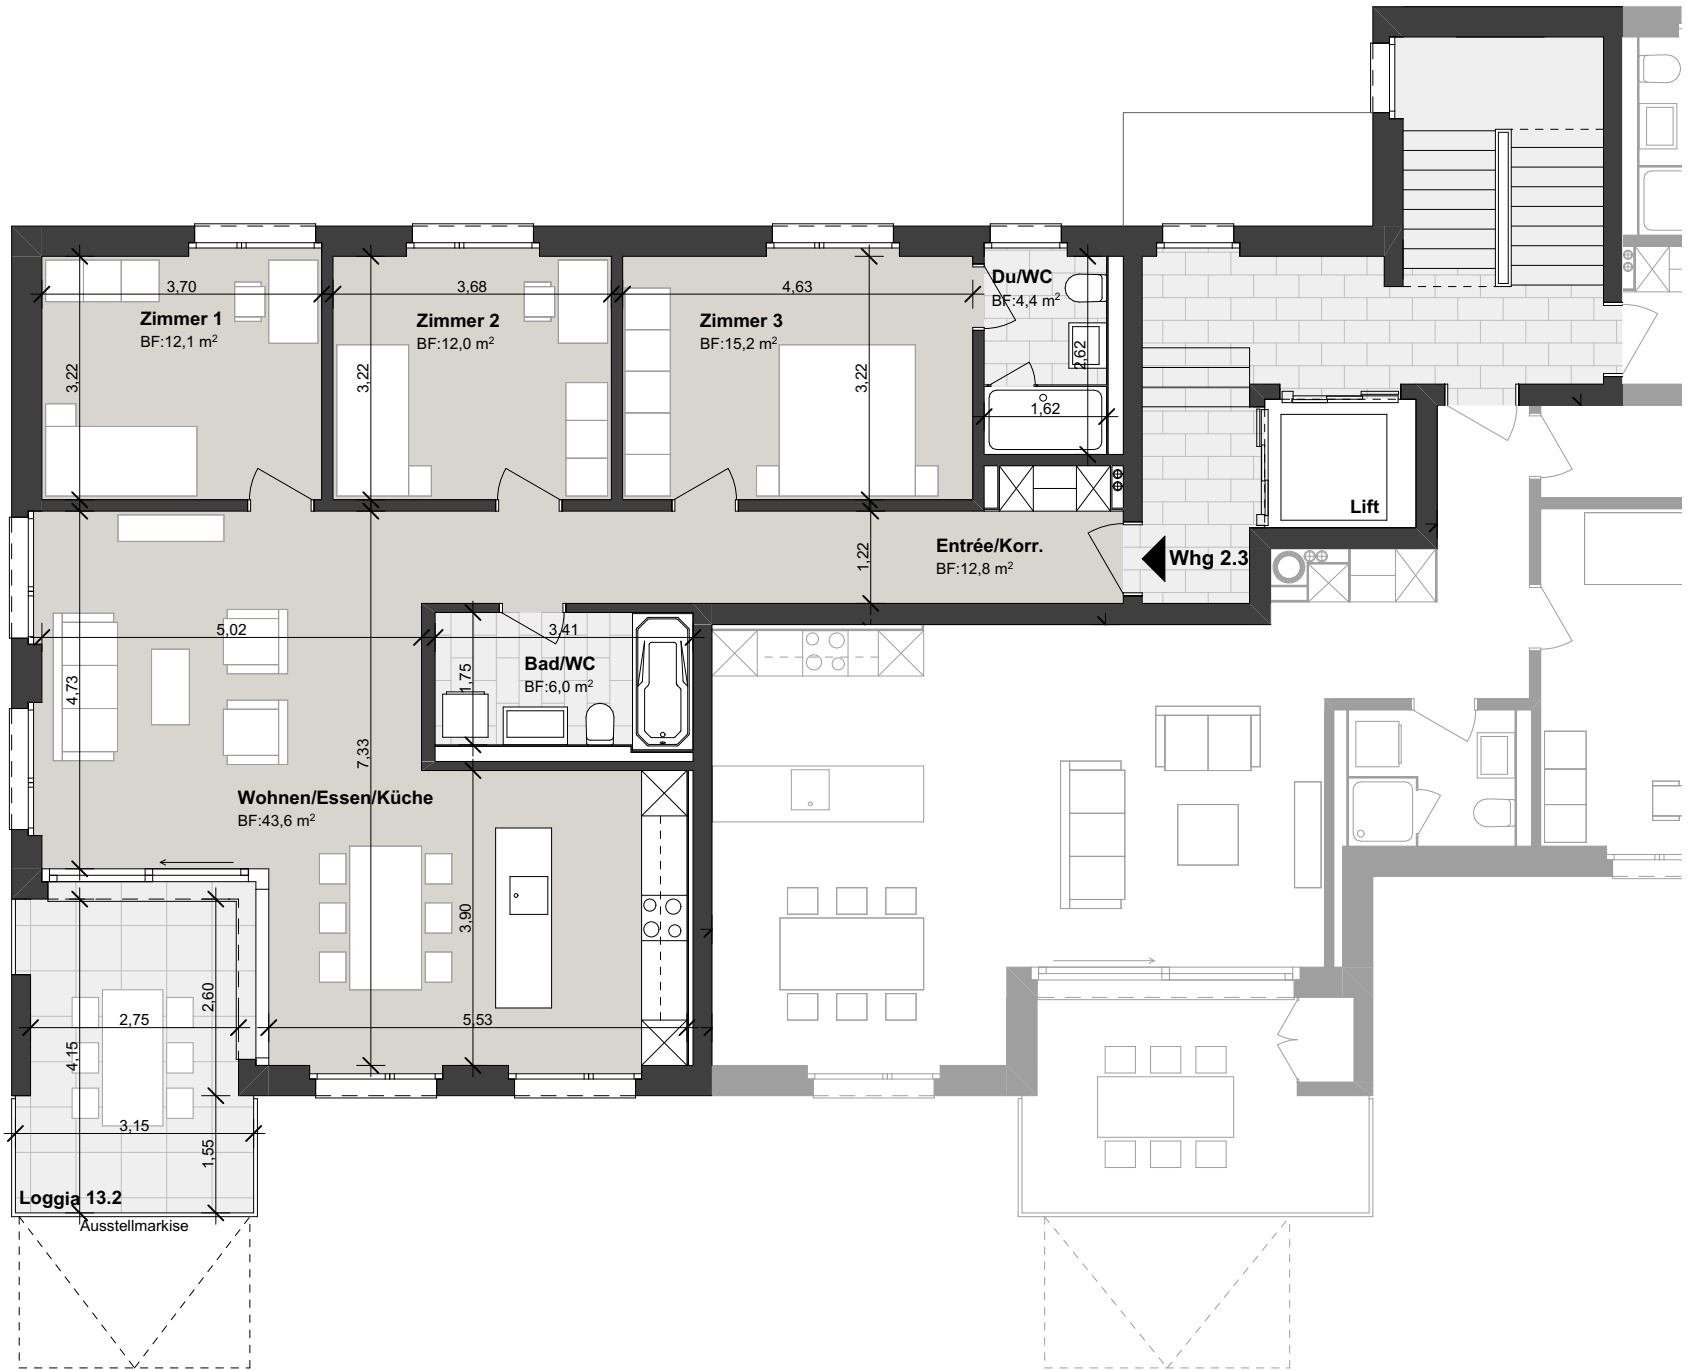 3,70
3,68
4,63
Du/WC
BF:4,4 m²
Zimmer 1
BF:12,1 m²
Zimmer 2
BF:12,0 m²
Zimmer 3
BF:15,2 m²
3,22
3,22
3,22
2,62
1,62
Lift
Entrée/Korr.
BF:12,8 m²
1,22
Whg 2.3
5,02
3,41
Bad/WC
BF:6,0 m²
1,75
4,73
7,33
Wohnen/Essen/Küche
BF:43,6 m²
3,90
2,60
2,75
5,53
4,15
3,15
1,55
Loggia 13.2
Ausstellmarkise